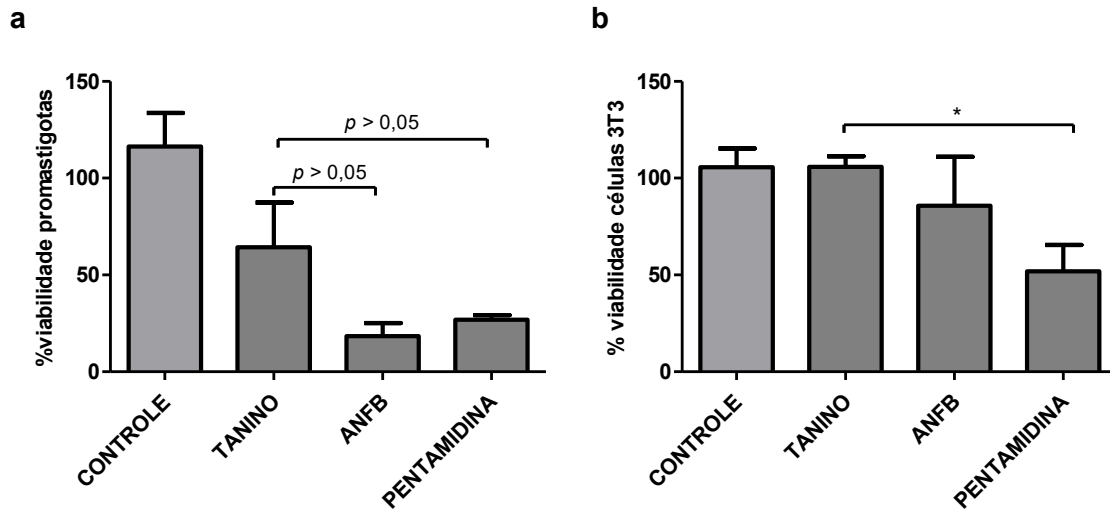 a
%viabilidade promastigotas
150
100
50
0
p > 0,05
p > 0,05
CONTROLE
TANINO
ANFB
PENTAMIDINA
b
% viabilidade células 3T3
150
100
50
0
*
CONTROLE
TANINO
ANFB
PENTAMIDINA